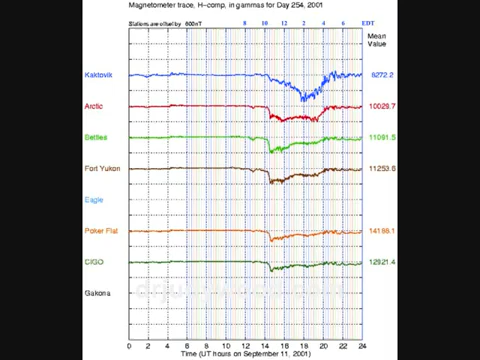 Magnetometer trace, H-comp, in gammas for Day 254, 2001
Stations are offset by 600nT
8 10 12 2 4 6 EDT
Mean
Value
Kaktovik 8272.2
Arctic 10029.7
Bettles 11091.5
Fort Yukon 11253.6
Eagle
Poker Flat 14166.1
CIGO 12921.4
Gakona
0 2 4 6 8 10 12 14 16 18 20 22 24
Time (UT hours on September 11, 2001)